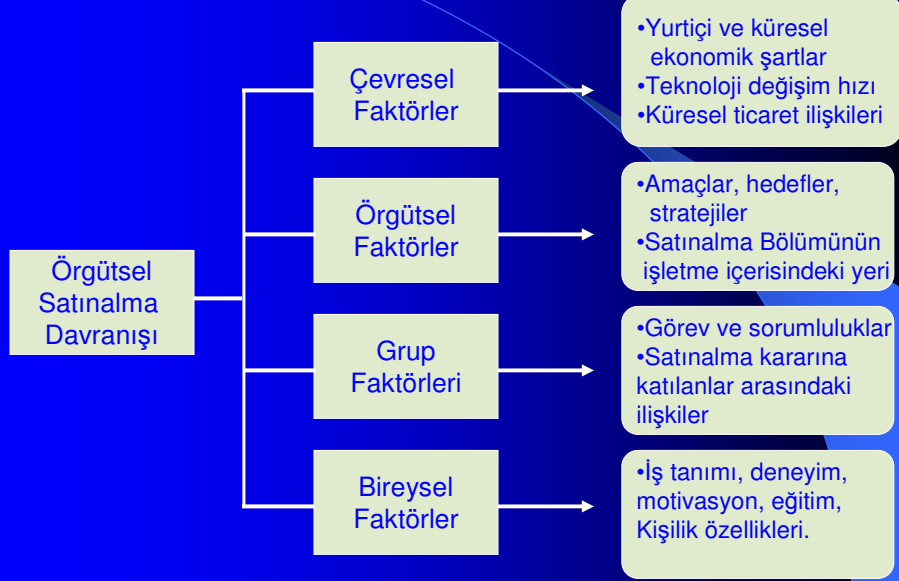 Örgütsel
Satınalma
Davranışı
Çevresel
Faktörler
•Yurtiçi ve küresel
ekonomik şartlar
•Teknoloji değişim hızı
•Küresel ticaret ilişkileri
Örgütsel
Faktörler
•Amaçlar, hedefler,
stratejiler
•Satınalma Bölümünün
işletme içerisindeki yeri
Grup
Faktörleri
•Görev ve sorumluluklar
•Satınalma kararına
katılanlar arasındaki
ilişkiler
Bireysel
Faktörler
•İş tanımı, deneyim,
motivasyon, eğitim,
Kişilik özellikleri.